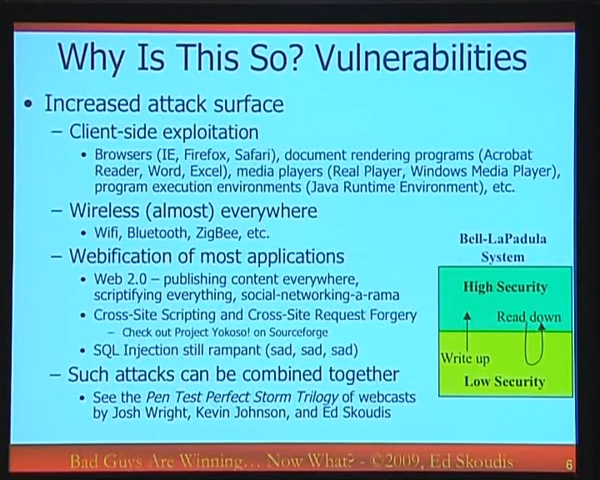 Why Is This So? Vulnerabilities
• Increased attack surface
– Client-side exploitation
• Browsers (IE, Firefox, Safari), document rendering programs (Acrobat
Reader, Word, Excel), media players (Real Player, Windows Media Player),
program execution environments (Java Runtime Environment), etc.
– Wireless (almost) everywhere
• Wifi, Bluetooth, ZigBee, etc.
– Webification of most applications
• Web 2.0 – publishing content everywhere,
scriptifying everything, social-networking-a-rama
• Cross-Site Scripting and Cross-Site Request Forgery
– Check out Project Yokoso! on Sourceforge
• SQL Injection still rampant (sad, sad, sad)
– Such attacks can be combined together
• See the Pen Test Perfect Storm Trilogy of webcasts
by Josh Wright, Kevin Johnson, and Ed Skoudis
Bell-LaPadula
System
High Security
Read down
Write up
Low Security
Bad Guys Are Winning... Now What? - ©2009, Ed Skoudis
6